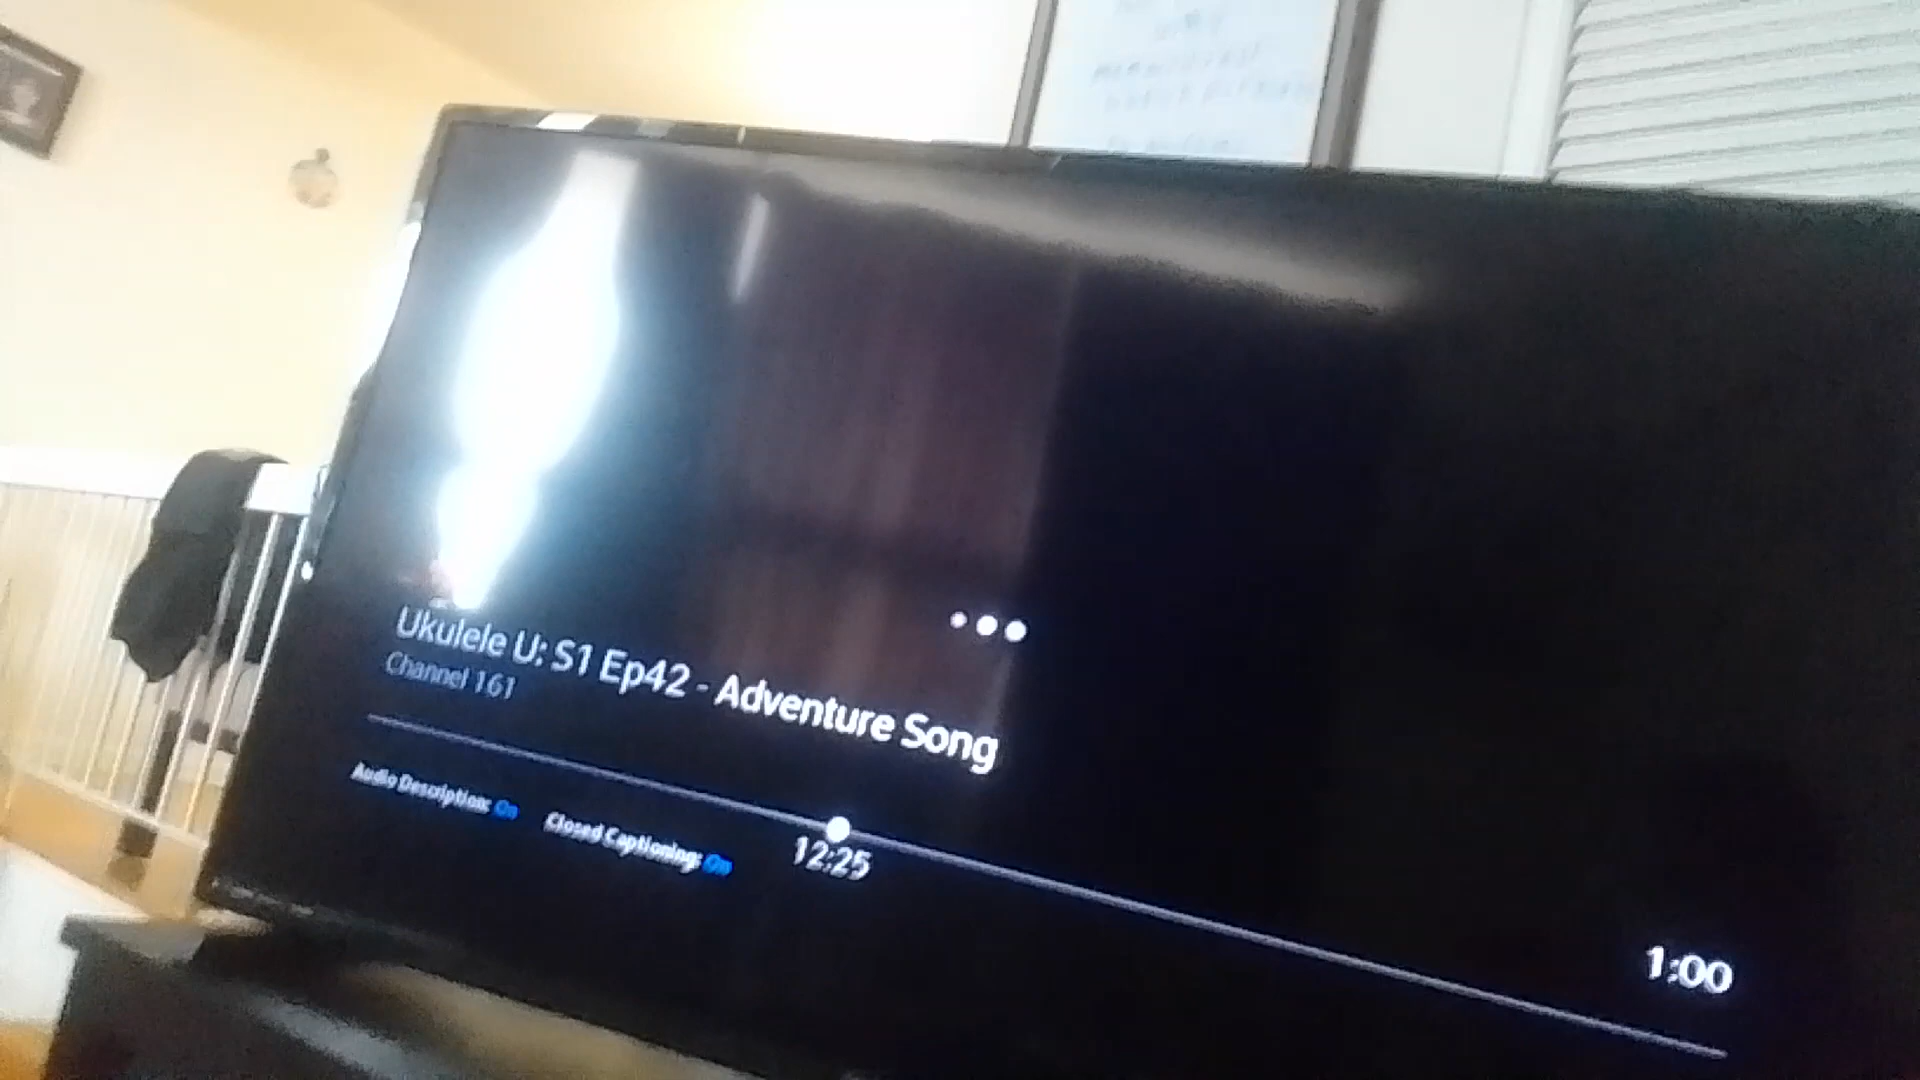 Ukulele U: S1 Ep42 - Adventure Song
Channel 161
12:25
1:00
Audio Description: On Closed Captioning: On